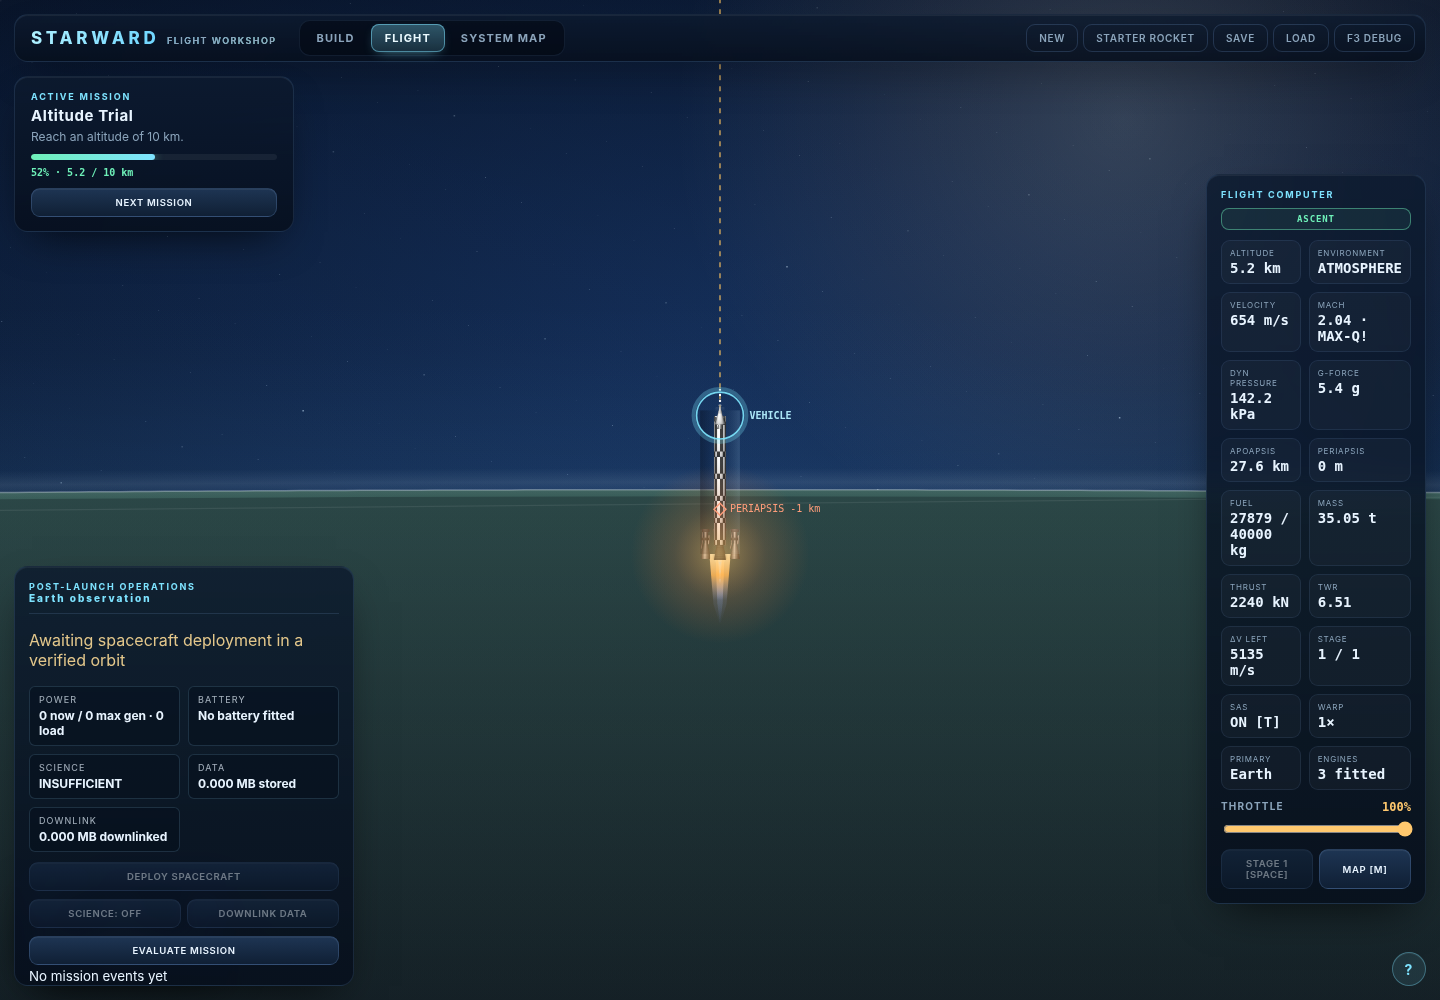 STARWARD FLIGHT WORKSHOP
BUILD FLIGHT SYSTEM MAP
NEW STARTER ROCKET SAVE LOAD F3 DEBUG
ACTIVE MISSION
Altitude Trial
Reach an altitude of 10 km.
52% · 5.2 / 10 km
NEXT MISSION
VEHICLE
PERIAPSIS -1 km
POST-LAUNCH OPERATIONS
Earth observation
Awaiting spacecraft deployment in a
verified orbit
POWER
0 now / 0 max gen · 0
load
BATTERY
No battery fitted
SCIENCE
INSUFFICIENT
DATA
0.000 MB stored
DOWNLINK
0.000 MB downlinked
DEPLOY SPACECRAFT
SCIENCE: OFF
DOWNLINK DATA
EVALUATE MISSION
No mission events yet
FLIGHT COMPUTER
ASCENT
ALTITUDE
5.2 km
ENVIRONMENT
ATMOSPHERE
VELOCITY
654 m/s
MACH
2.04 ·
MAX-Q!
DYN
PRESSURE
142.2
kPa
G-FORCE
5.4 g
APOAPSIS
27.6 km
PERIAPSIS
0 m
FUEL
27879 /
40000
kg
MASS
35.05 t
THRUST
2240 kN
TWR
6.51
ΔV LEFT
5135
m/s
STAGE
1 / 1
SAS
ON [T]
WARP
1×
PRIMARY
Earth
ENGINES
3 fitted
THROTTLE 100%
STAGE 1
[SPACE]
MAP [M]
?